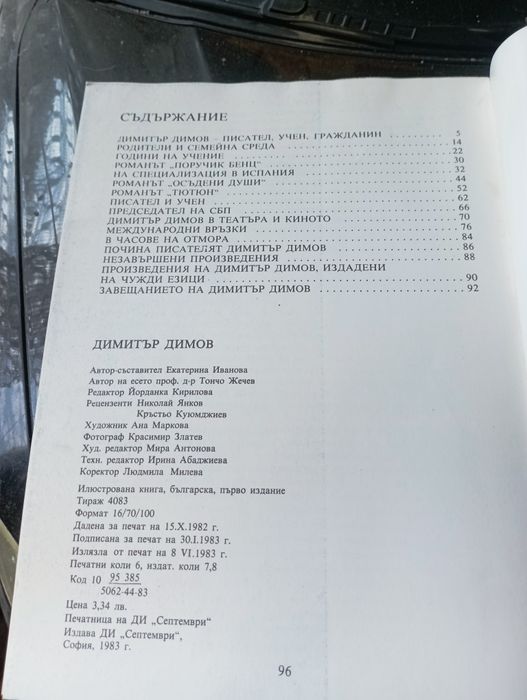 СЪДЪРЖАНИЕ
ДИМИТЪР ДИМОВ – ПИСАТЕЛ, УЧЕН, ГРАЖДАНИН . . . . . . . . 5
РОДИТЕЛИ И СЕМЕЙНА СРЕДА . . . . . . . . . . . . . . . . . . 14
ГОДИНИ НА УЧЕНИЕ . . . . . . . . . . . . . . . . . . . . . . . 22
РОМАНЪТ „ПОРУЧИК БЕНЦ“ . . . . . . . . . . . . . . . . . . . 30
НА СПЕЦИАЛИЗАЦИЯ В ИСПАНИЯ . . . . . . . . . . . . . . . . 32
РОМАНЪТ „ОСЪДЕНИ ДУШИ“ . . . . . . . . . . . . . . . . . . . 44
РОМАНЪТ „ТЮТЮН“ . . . . . . . . . . . . . . . . . . . . . . . 52
ПИСАТЕЛ И УЧЕН . . . . . . . . . . . . . . . . . . . . . . . . 62
ПРЕДСЕДАТЕЛ НА СБП . . . . . . . . . . . . . . . . . . . . . . 66
ДИМИТЪР ДИМОВ В ТЕАТЪРА И КИНОТО . . . . . . . . . . . . . 70
МЕЖДУНАРОДНИ ВРЪЗКИ . . . . . . . . . . . . . . . . . . . . . 76
В ЧАСОВЕ НА ОТМОРА . . . . . . . . . . . . . . . . . . . . . . 84
ПОЧИНА ПИСАТЕЛЯТ ДИМИТЪР ДИМОВ . . . . . . . . . . . . . . 86
НЕЗАВЪРШЕНИ ПРОИЗВЕДЕНИЯ . . . . . . . . . . . . . . . . . . 88
ПРОИЗВЕДЕНИЯ НА ДИМИТЪР ДИМОВ, ИЗДАДЕНИ
НА ЧУЖДИ ЕЗИЦИ . . . . . . . . . . . . . . . . . . . . . . . . 90
ЗАВЕЩАНИЕТО НА ДИМИТЪР ДИМОВ . . . . . . . . . . . . . . . 92
ДИМИТЪР ДИМОВ
Автор-съставител Екатерина Иванова
Автор на есето проф. д-р Тончо Жечев
Редактор Йорданка Кирилова
Рецензенти Николай Янков
Кръстьо Куюмджиев
Художник Ана Маркова
Фотограф Красимир Златев
Худ. редактор Мира Антонова
Техн. редактор Ирина Абаджиева
Коректор Людмила Милева
Илюстрована книга, българска, първо издание
Тираж 4083
Формат 16/70/100
Дадена за печат на 15.X.1982 г.
Подписана за печат на 30.I.1983 г.
Излязла от печат на 8 VI.1983 г.
Печатни коли 6, издат. коли 7,8
Код 10 95 385
5062-44-83
Цена 3,34 лв.
Печатница на ДИ „Септември“
Издава ДИ „Септември“,
София, 1983 г.
96